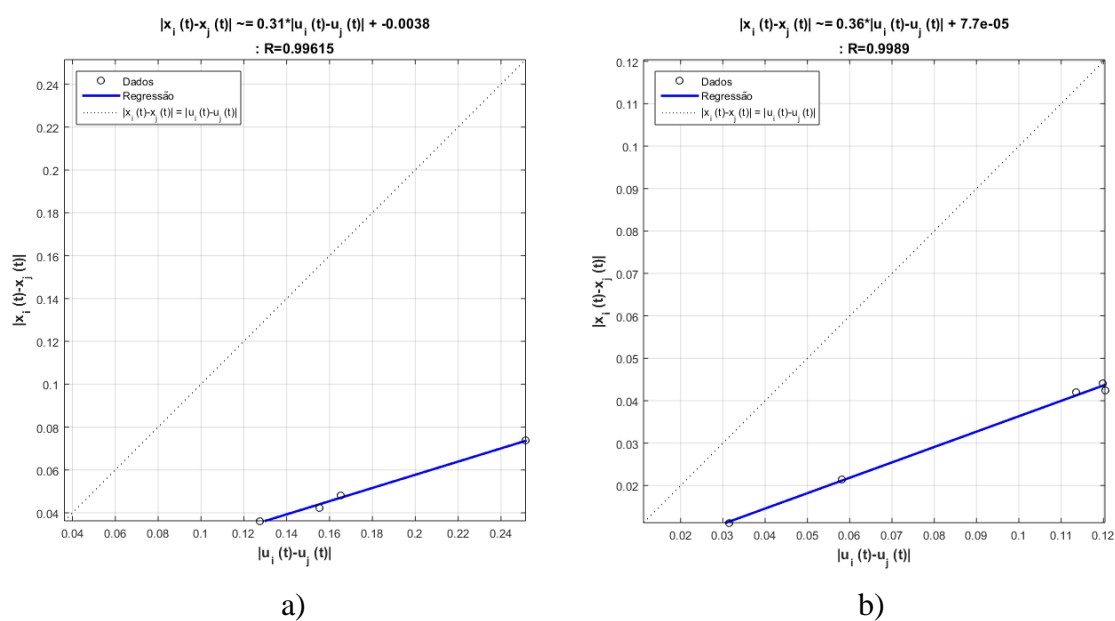 |x_i (t)-x_j (t)| ~= 0.31*|u_i (t)-u_j (t)| + -0.0038
: R=0.99615
Dados
Regressão
|x_i (t)-x_j (t)| = |u_i (t)-u_j (t)|
0.24
0.22
0.2
0.18
0.16
0.14
0.12
0.1
0.08
0.06
0.04
|x_i (t)-x_j (t)|
0.04 0.06 0.08 0.1 0.12 0.14 0.16 0.18 0.2 0.22 0.24
|u_i (t)-u_j (t)|
a)
|x_i (t)-x_j (t)| ~= 0.36*|u_i (t)-u_j (t)| + 7.7e-05
: R=0.9989
Dados
Regressão
|x_i (t)-x_j (t)| = |u_i (t)-u_j (t)|
0.12
0.11
0.1
0.09
0.08
0.07
0.06
0.05
0.04
0.03
0.02
|x_i (t)-x_j (t)|
0.02 0.03 0.04 0.05 0.06 0.07 0.08 0.09 0.1 0.11 0.12
|u_i (t)-u_j (t)|
b)